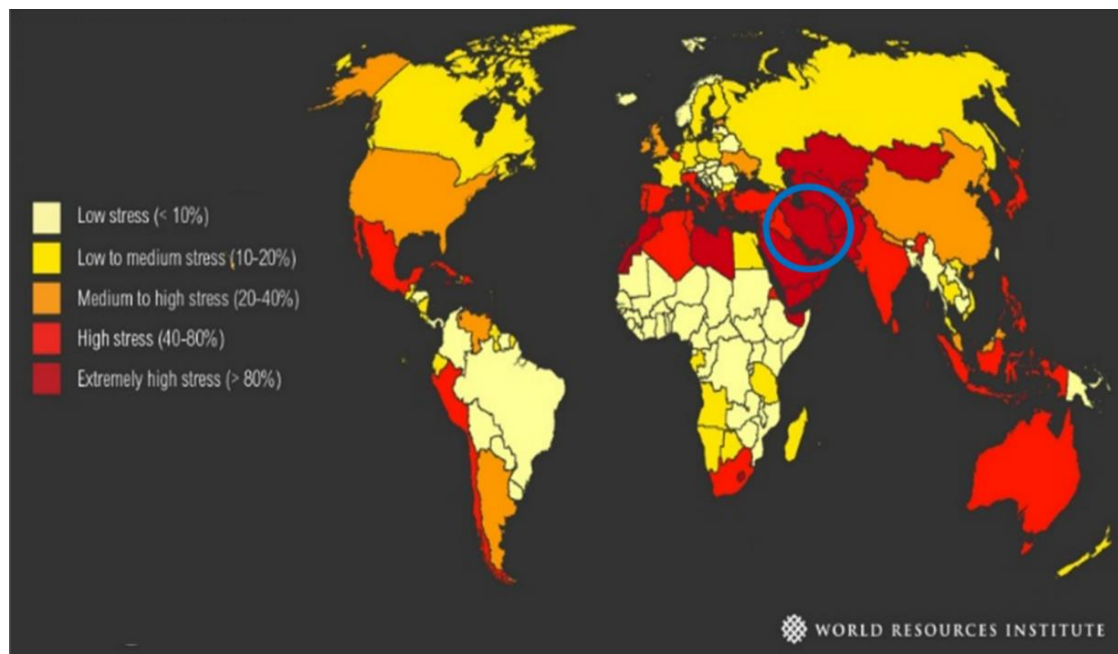 Low stress (< 10%)
Low to medium stress (10-20%)
Medium to high stress (20-40%)
High stress (40-80%)
Extremely high stress (> 80%)
WORLD RESOURCES INSTITUTE